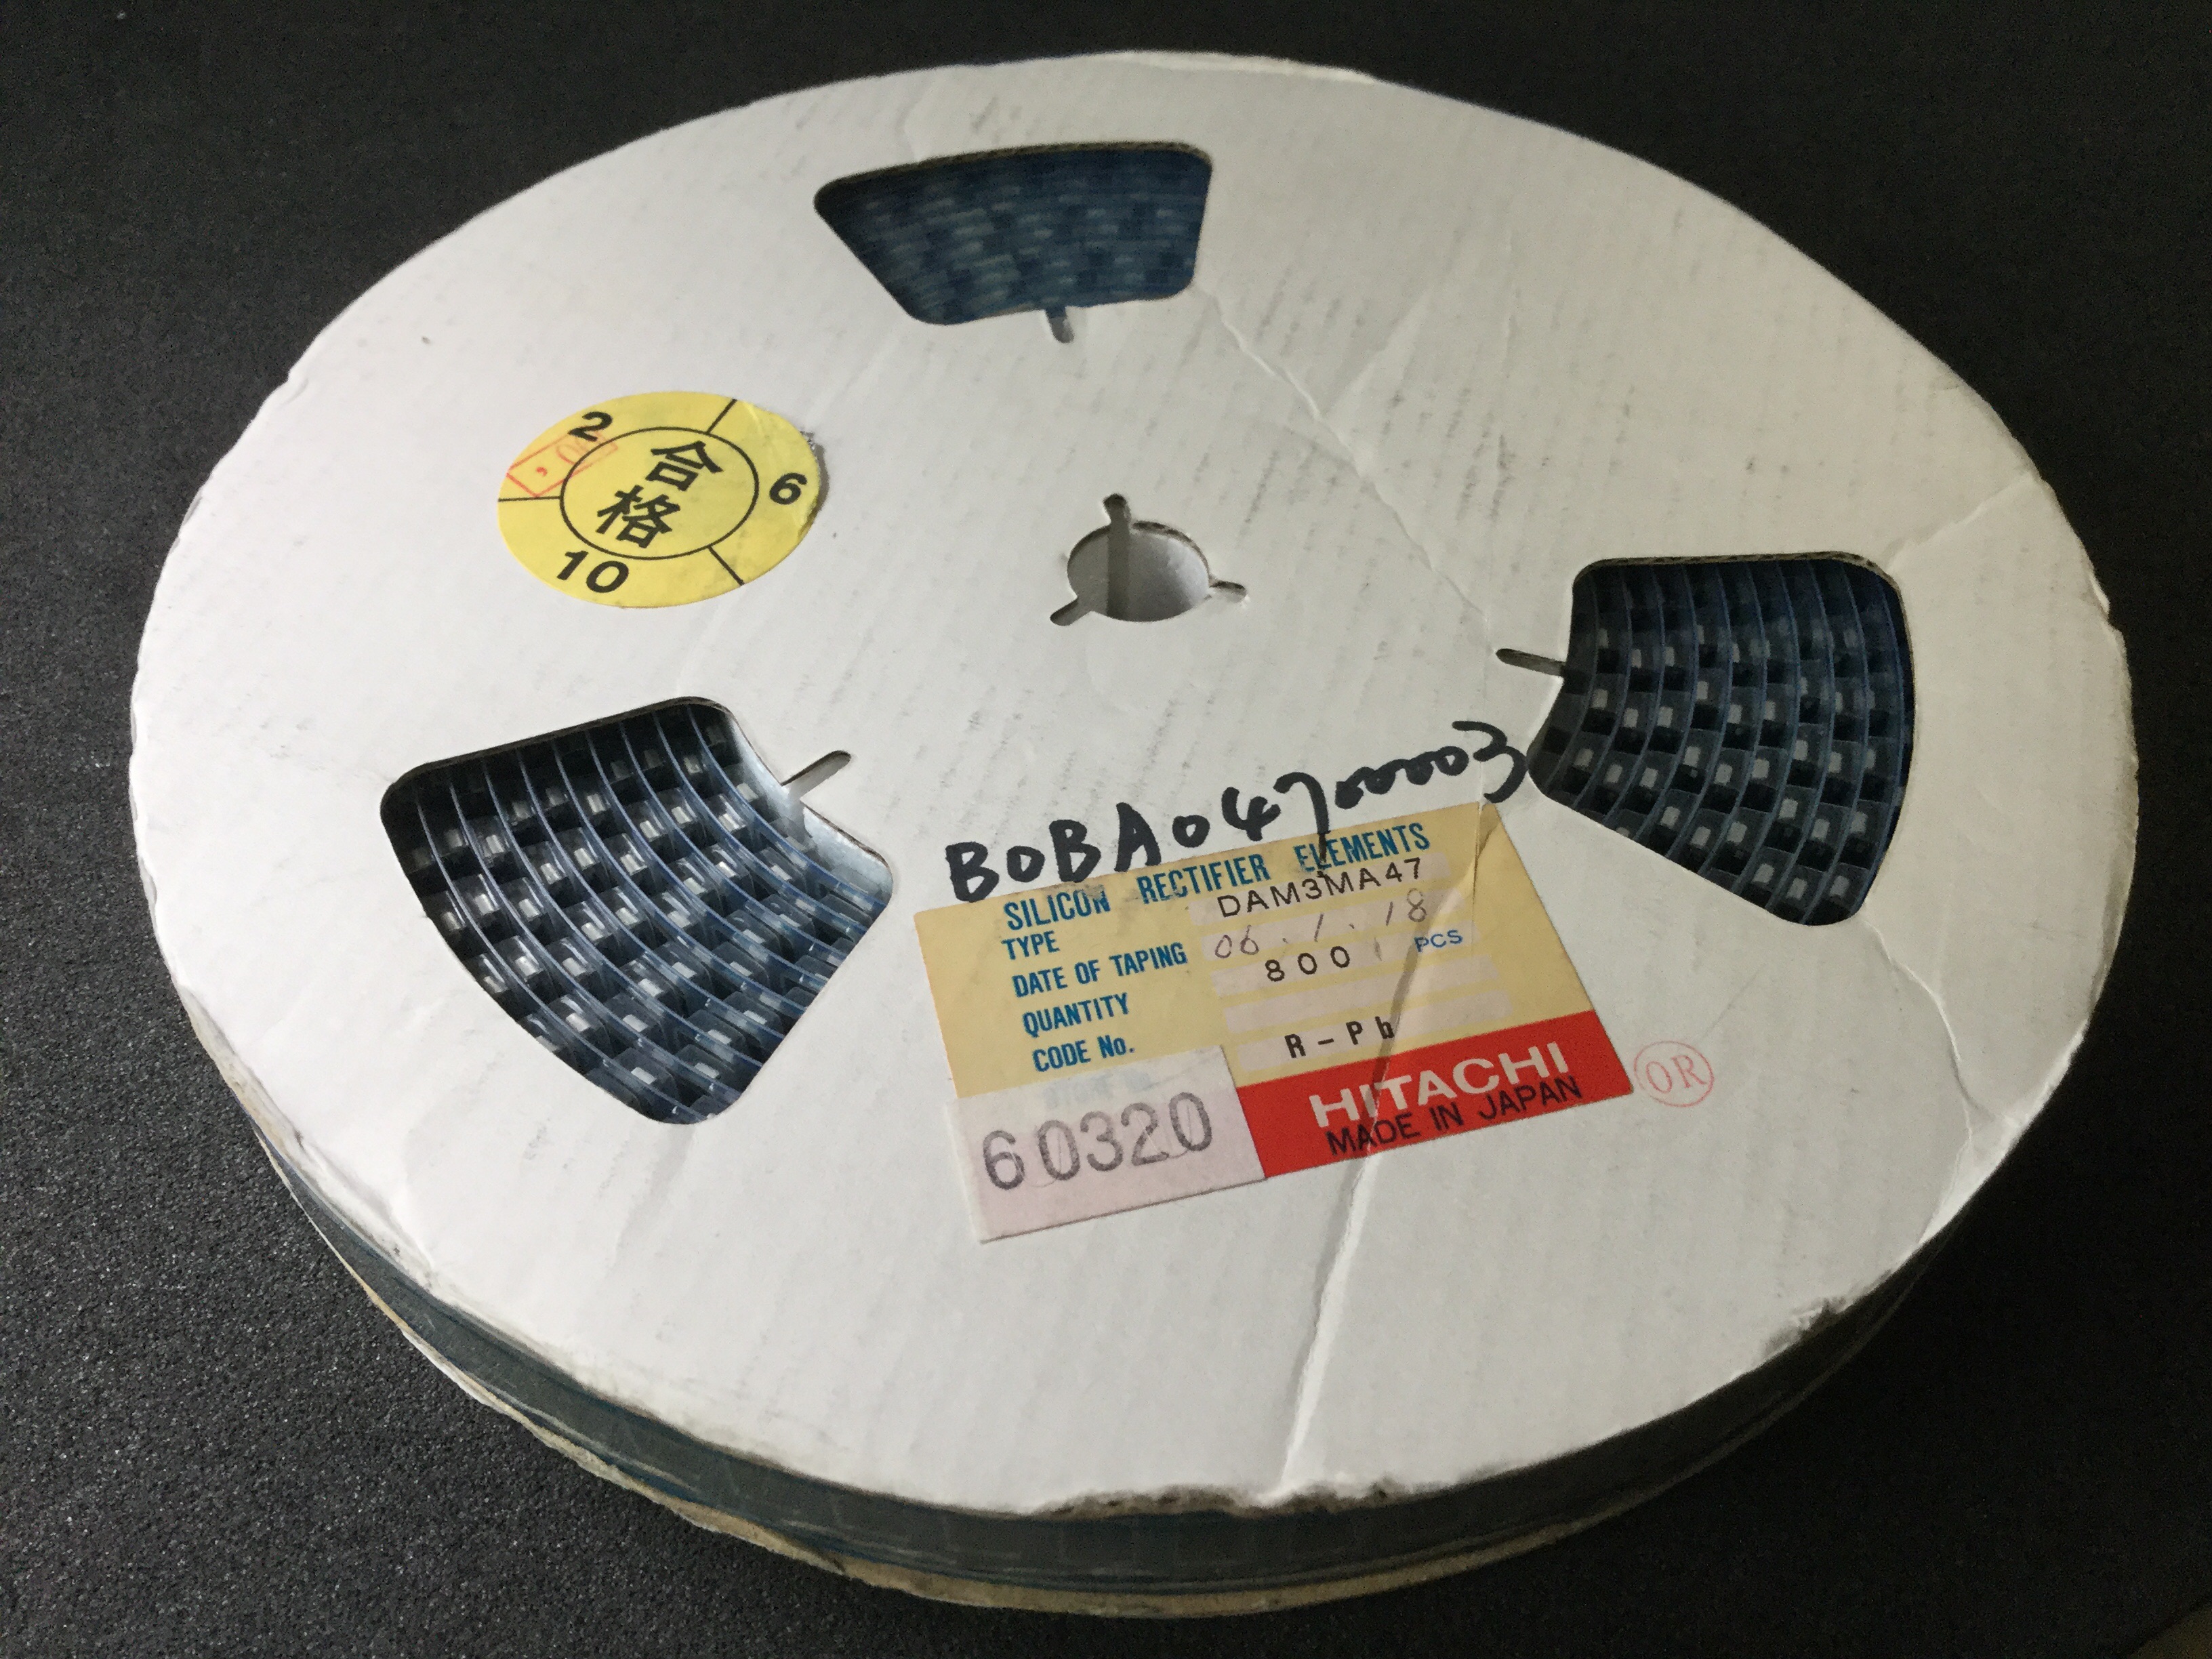 2
6
10
合格
B0BA04700003
SILICON RECTIFIER ELEMENTS
TYPE DAM3MA47
DATE OF TAPING 06.1.18
QUANTITY 800 PCS
CODE No.
R-Pb
60320
HITACHI
MADE IN JAPAN
OR